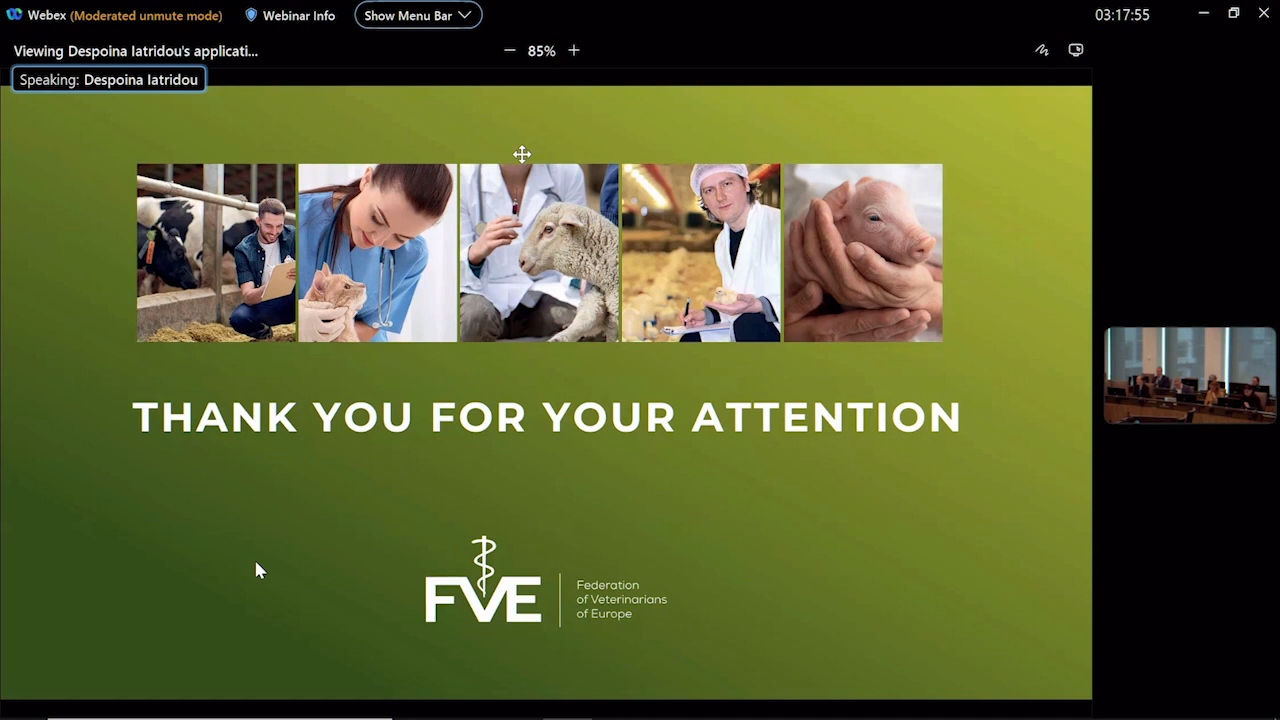 Webex (Moderated unmute mode)
Webinar Info
Show Menu Bar
03:17:55
Viewing Despoina Iatridou's applicati...
85%
Speaking: Despoina Iatridou
THANK YOU FOR YOUR ATTENTION
FVE
Federation
of Veterinarians
of Europe